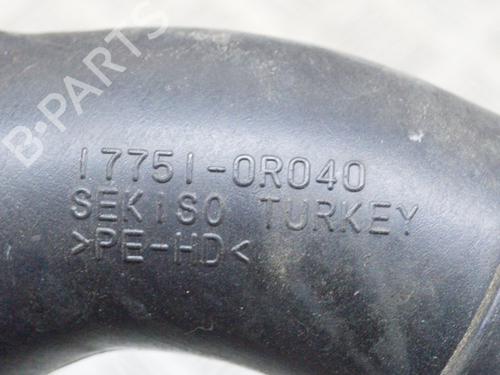 B-PARTS
17751-0R040
SEKISO TURKEY
>PE-HD<